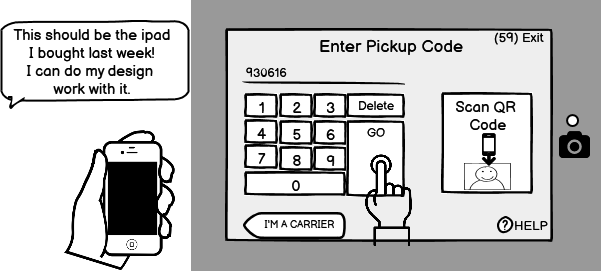 This should be the ipad
I bought last week!
I can do my design
work with it.
(59) Exit
Enter Pickup Code
930616
1 2 3 Delete
4 5 6 GO
7 8 9
0
Scan QR
Code
I'M A CARRIER
? HELP